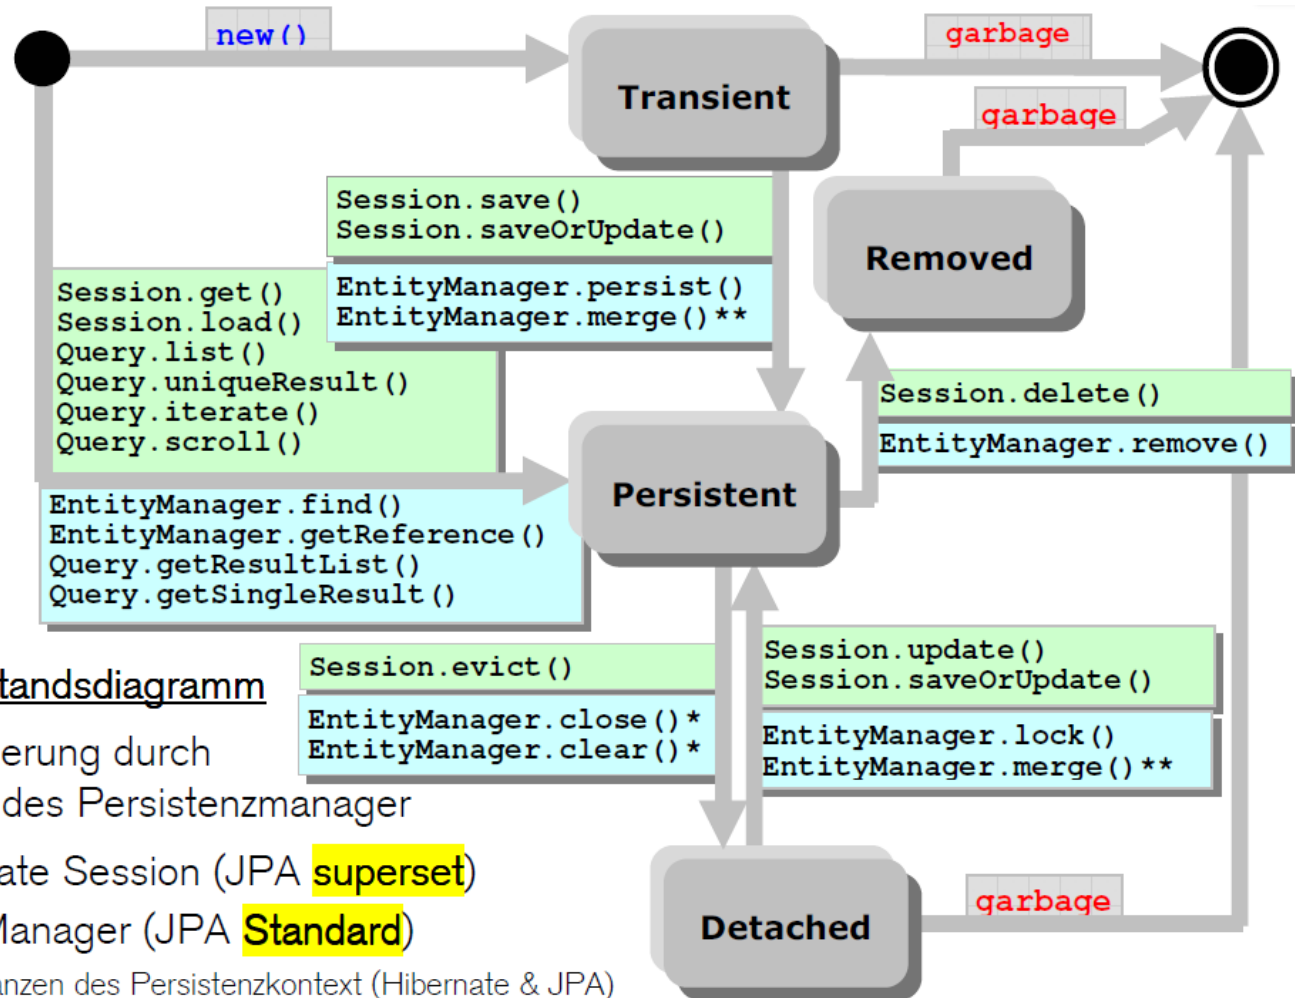 new()
garbage
Transient
garbage
Session.save()
Session.saveOrUpdate()
Removed
EntityManager.persist()
EntityManager.merge()**
Session.get()
Session.load()
Query.list()
Query.uniqueResult()
Query.iterate()
Query.scroll()
Session.delete()
EntityManager.remove()
Persistent
EntityManager.find()
EntityManager.getReference()
Query.getResultList()
Query.getSingleResult()
Session.evict()
EntityManager.close()*
EntityManager.clear()*
Session.update()
Session.saveOrUpdate()
EntityManager.lock()
EntityManager.merge()**
tandsdiagramm
erung durch
des Persistenzmanager
ate Session (JPA superset)
Manager (JPA Standard)
anzen des Persistenzkontext (Hibernate & JPA)
Detached
garbage